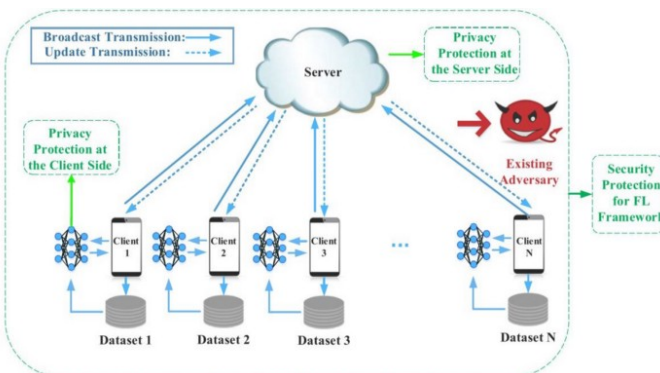 Broadcast Transmission:
Update Transmission:
Server
Privacy
Protection at
the Server Side
Privacy
Protection at
the Client Side
Existing
Adversary
Security
Protection
for FL
Framework
Client
1
Client
2
Client
3
...
Client
N
Dataset 1
Dataset 2
Dataset 3
Dataset N